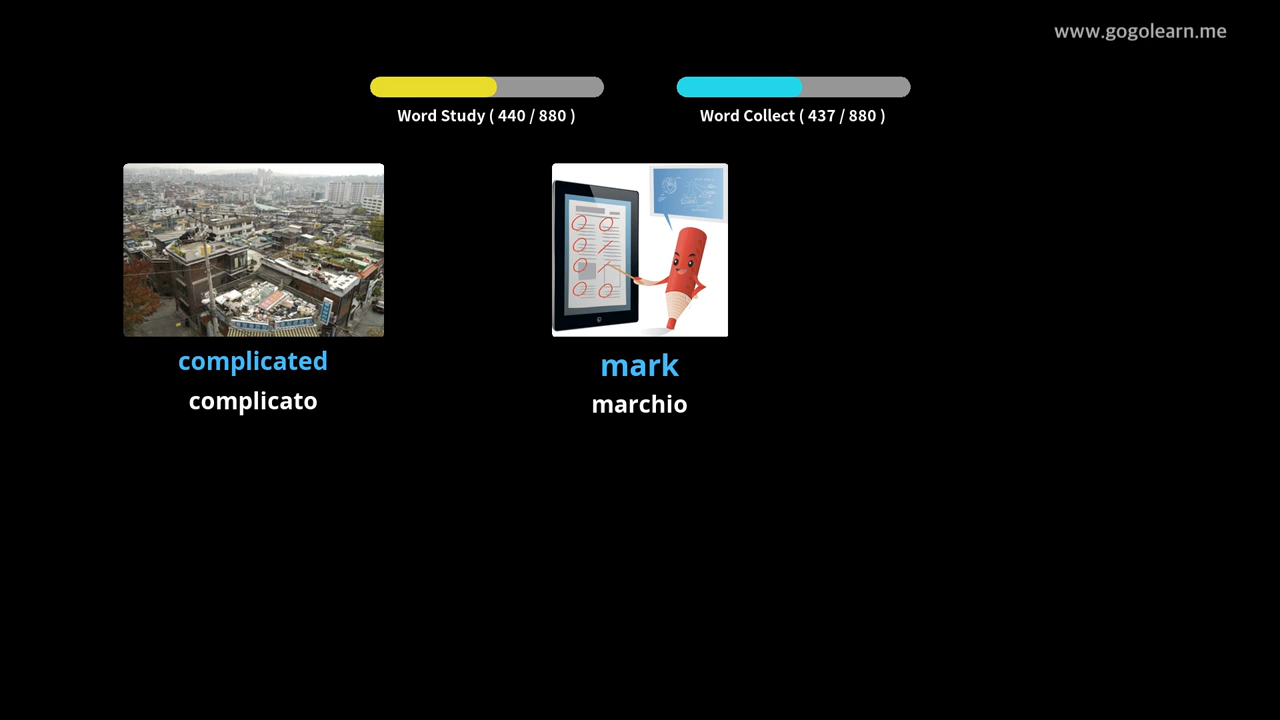 www.gogolearn.me
Word Study ( 440 / 880 )
Word Collect ( 437 / 880 )
complicated
complicato
mark
marchio